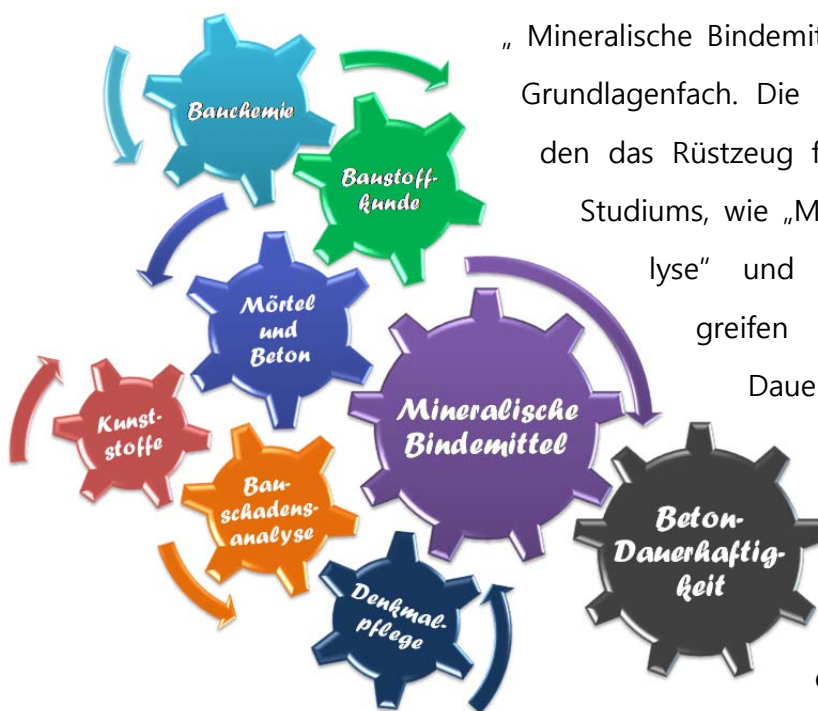 „ Mineralische Bindemit
Grundlagenfach. Die
den das Rüstzeug f
Studiums, wie „M
lyse“ und
greifen
Daue
Bauchemie
Baustoff-
kunde
Mörtel
und
Beton
Mineralische
Bindemittel
Kunst-
stoffe
Bau-
schadens-
analyse
Beton-
Dauerhaftig-
keit
Denkmal-
pflege